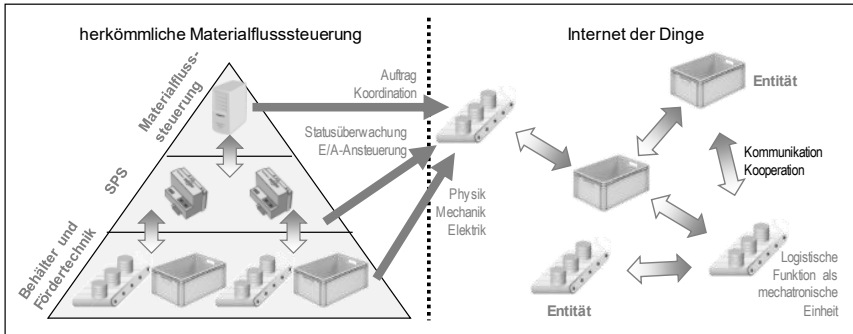 herkömmliche Materialflusssteuerung
Materialfluss-
steuerung
SPS
Behälter und
Fördertechnik
Auftrag
Koordination
Statusüberwachung
E/A-Ansteuerung
Physik
Mechanik
Elektrik
Internet der Dinge
Entität
Kommunikation
Kooperation
Entität
Logistische
Funktion als
mechatronische
Einheit